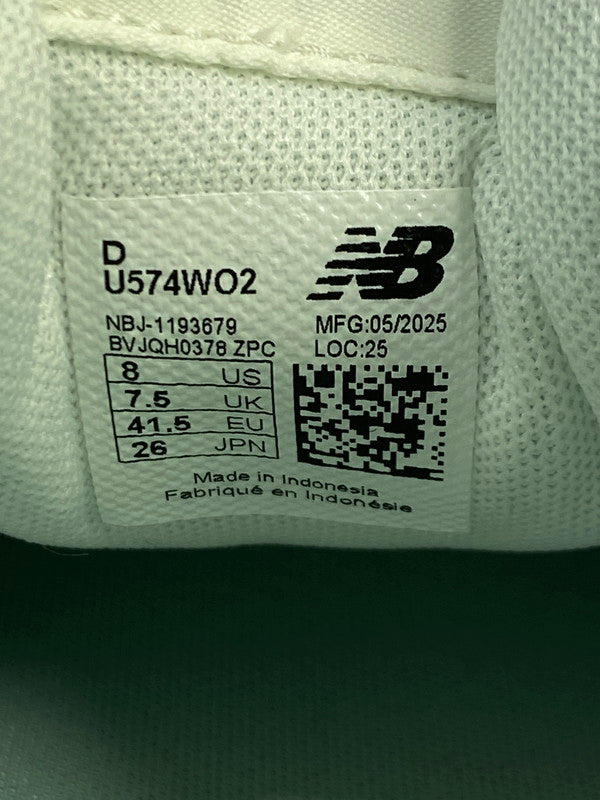 D
U574WO2
NB
NBJ-1193679
MFG:05/2025
BVJQH0378 ZPC
LOC:25
8 US
7.5 UK
41.5 EU
26 JPN
Made in Indonesia
Fabriqué en Indonésie